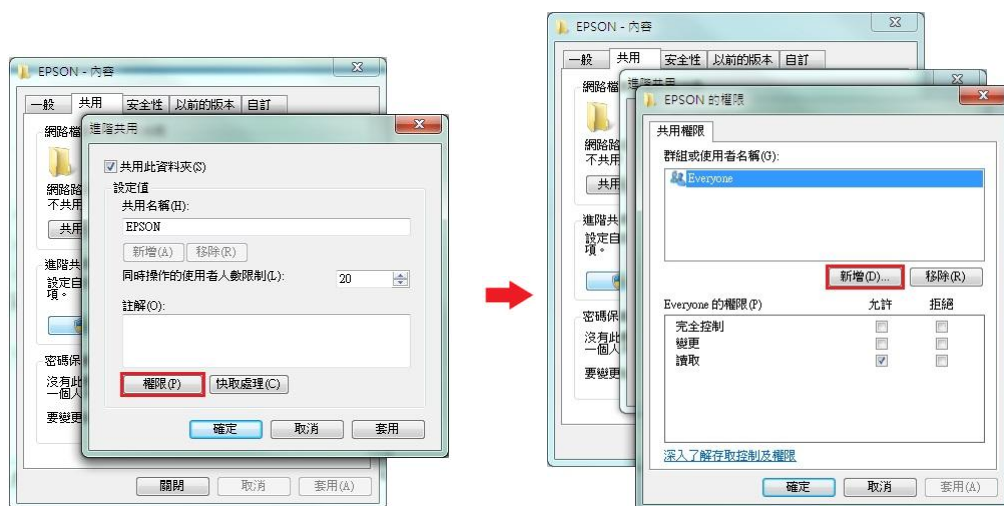 EPSON - 內容
一般 共用 安全性 以前的版本 自訂
網路檔
網路路
不共用
共用
進階共
設定自
項。
密碼保
沒有此
一個人
要變更
關閉 取消 套用(A)
進階共用
共用此資料夾(S)
設定值
共用名稱(H):
EPSON
新增(A) 移除(R)
同時操作的使用者人數限制(L): 20
註解(O):
權限(P) 快取處理(C)
確定 取消 套用
EPSON - 內容
一般 共用 安全性 以前的版本 自訂
網路檔
網路路
不共用
共用
進階共
設定自
項。
密碼保
沒有此
一個人
要變更
進階共用
EPSON 的權限
共用權限
群組或使用者名稱(G):
Everyone
新增(D)... 移除(R)
Everyone 的權限(P) 允許 拒絕
完全控制
變更
讀取
深入了解存取控制及權限
確定 取消 套用(A)